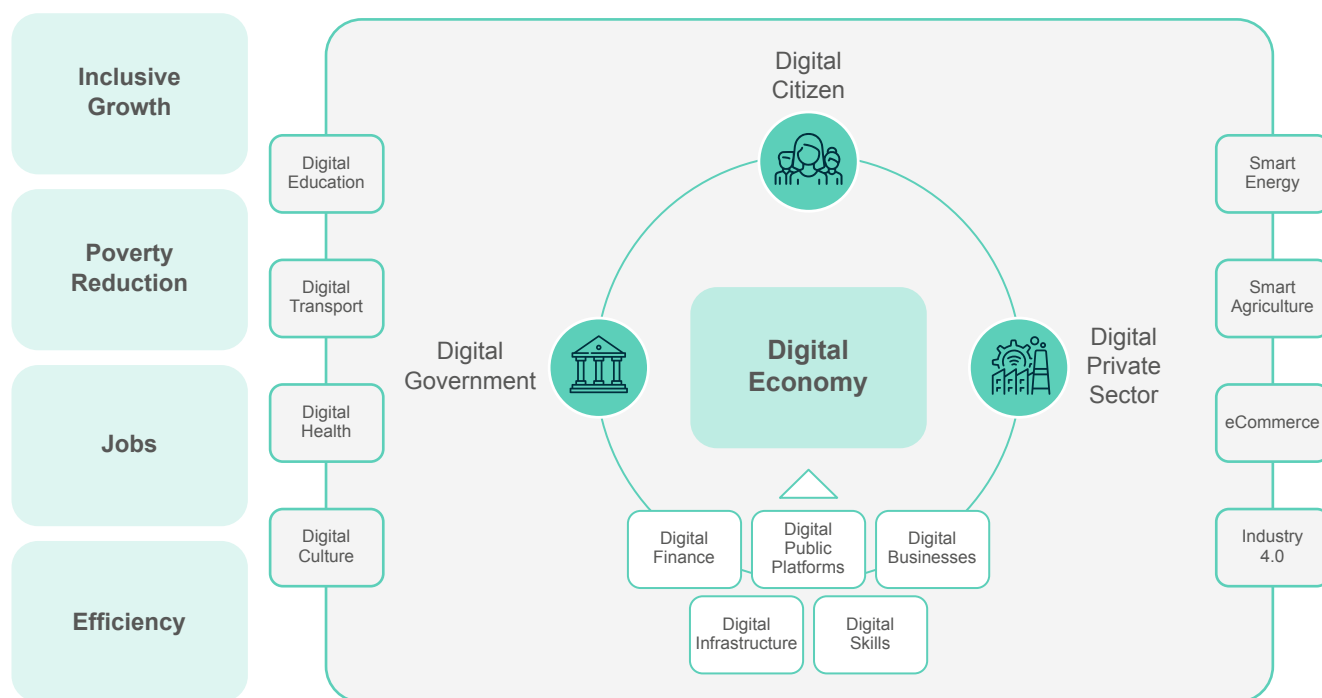 Inclusive
Growth
Poverty
Reduction
Jobs
Efficiency
Digital
Education
Digital
Transport
Digital
Health
Digital
Culture
Digital
Citizen
Digital
Government
Digital
Economy
Digital
Private
Sector
Digital
Finance
Digital
Public
Platforms
Digital
Businesses
Digital
Infrastructure
Digital
Skills
Smart
Energy
Smart
Agriculture
eCommerce
Industry
4.0